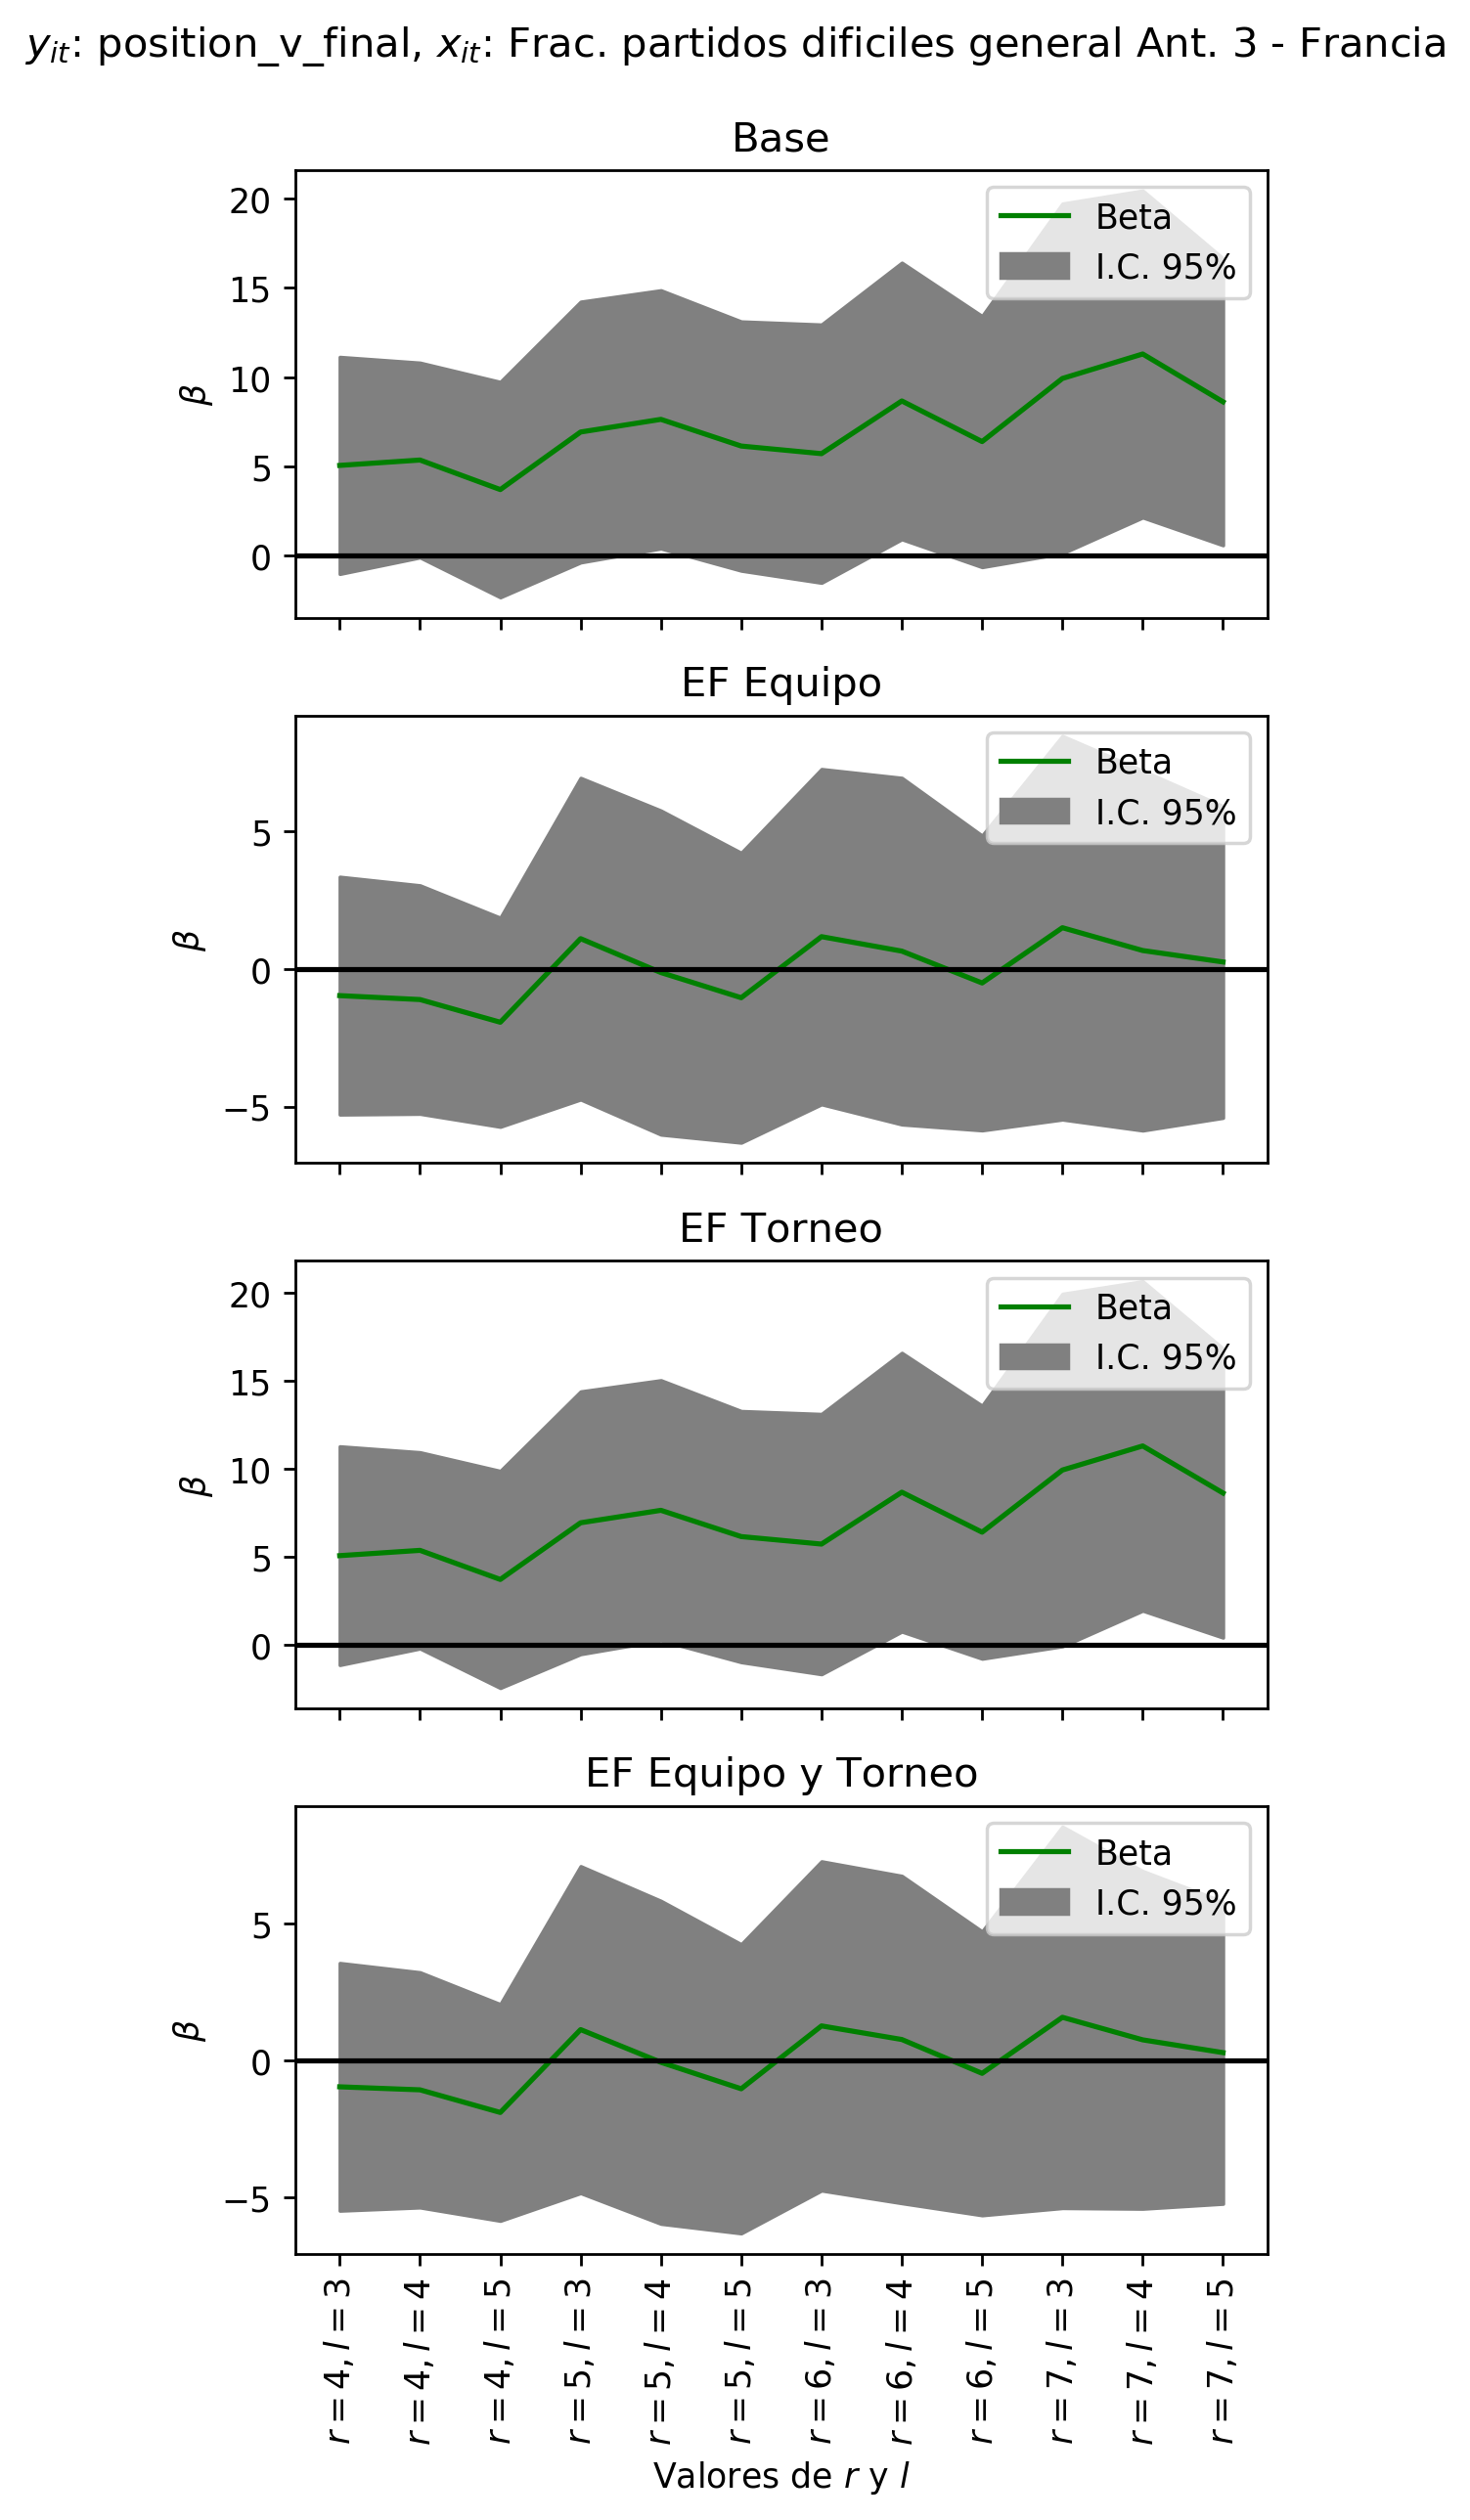 y_it: position_v_final, x_it: Frac. partidos dificiles general Ant. 3 - Francia
Base
Beta
I.C. 95%
20
15
10
5
0
β
EF Equipo
Beta
I.C. 95%
5
0
−5
β
EF Torneo
Beta
I.C. 95%
20
15
10
5
0
β
EF Equipo y Torneo
Beta
I.C. 95%
5
0
−5
β
r = 4, l = 3
r = 4, l = 4
r = 4, l = 5
r = 5, l = 3
r = 5, l = 4
r = 5, l = 5
r = 6, l = 3
r = 6, l = 4
r = 6, l = 5
r = 7, l = 3
r = 7, l = 4
r = 7, l = 5
Valores de r y l